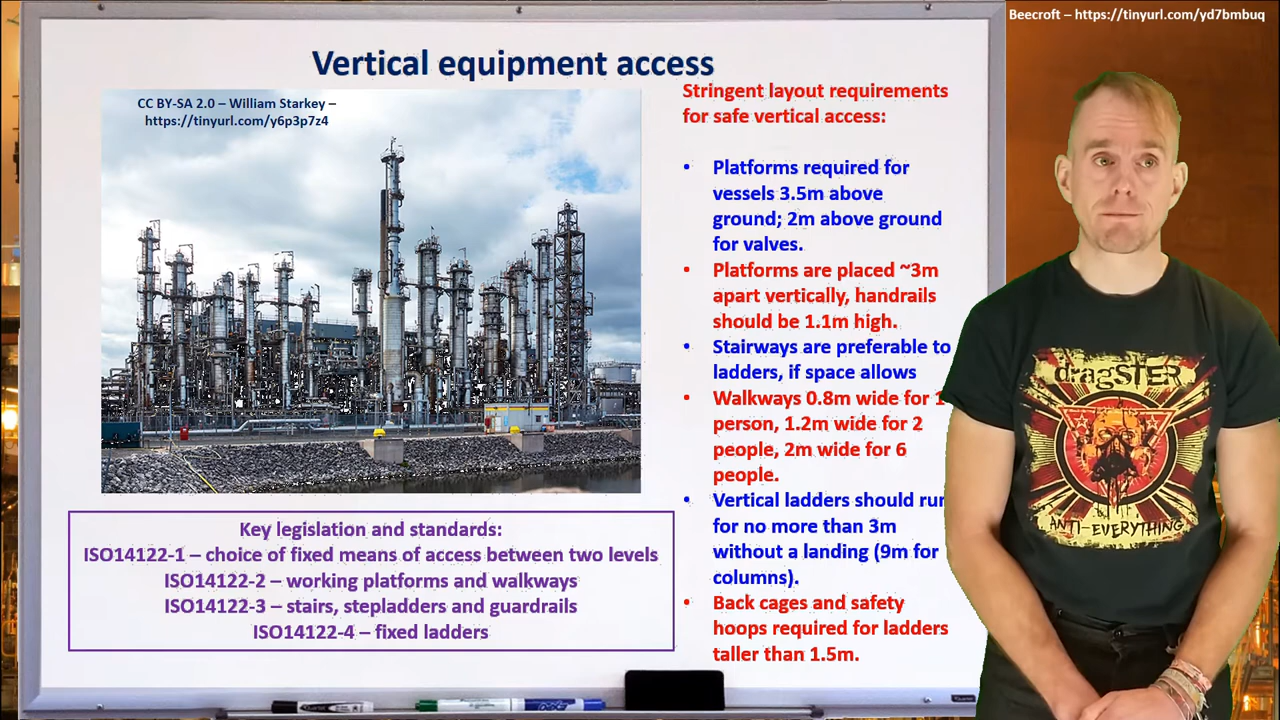 Beecroft – https://tinyurl.com/yd7bmbuq
Vertical equipment access
CC BY-SA 2.0 – William Starkey –
https://tinyurl.com/y6p3p7z4
Stringent layout requirements
for safe vertical access:
• Platforms required for
vessels 3.5m above
ground; 2m above ground
for valves.
• Platforms are placed ~3m
apart vertically, handrails
should be 1.1m high.
• Stairways are preferable to
ladders, if space allows
• Walkways 0.8m wide for 1
person, 1.2m wide for 2
people, 2m wide for 6
people.
• Vertical ladders should run
for no more than 3m
without a landing (9m for
columns).
• Back cages and safety
hoops required for ladders
taller than 1.5m.
Key legislation and standards:
ISO14122-1 – choice of fixed means of access between two levels
ISO14122-2 – working platforms and walkways
ISO14122-3 – stairs, stepladders and guardrails
ISO14122-4 – fixed ladders
dragSTER
ANTI-EVERYTHING